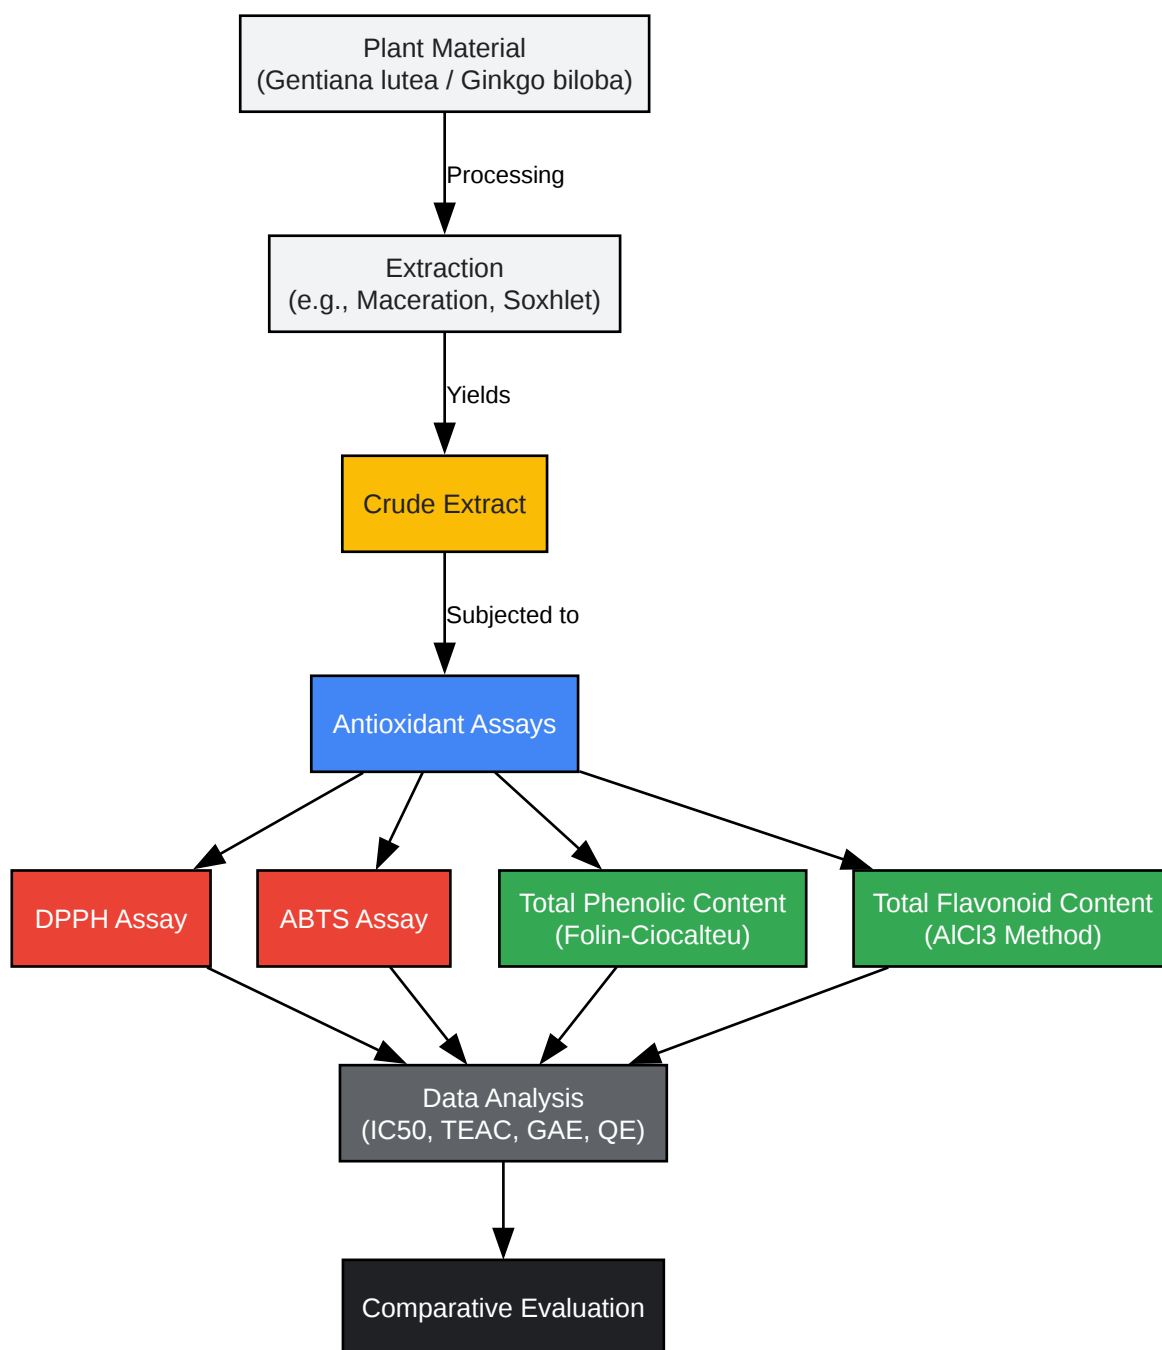 Plant Material
(Gentiana lutea / Ginkgo biloba)
Processing
Extraction
(e.g., Maceration, Soxhlet)
Yields
Crude Extract
Subjected to
Antioxidant Assays
DPPH Assay
ABTS Assay
Total Phenolic Content
(Folin-Ciocalteu)
Total Flavonoid Content
(AlCl3 Method)
Data Analysis
(IC50, TEAC, GAE, QE)
Comparative Evaluation